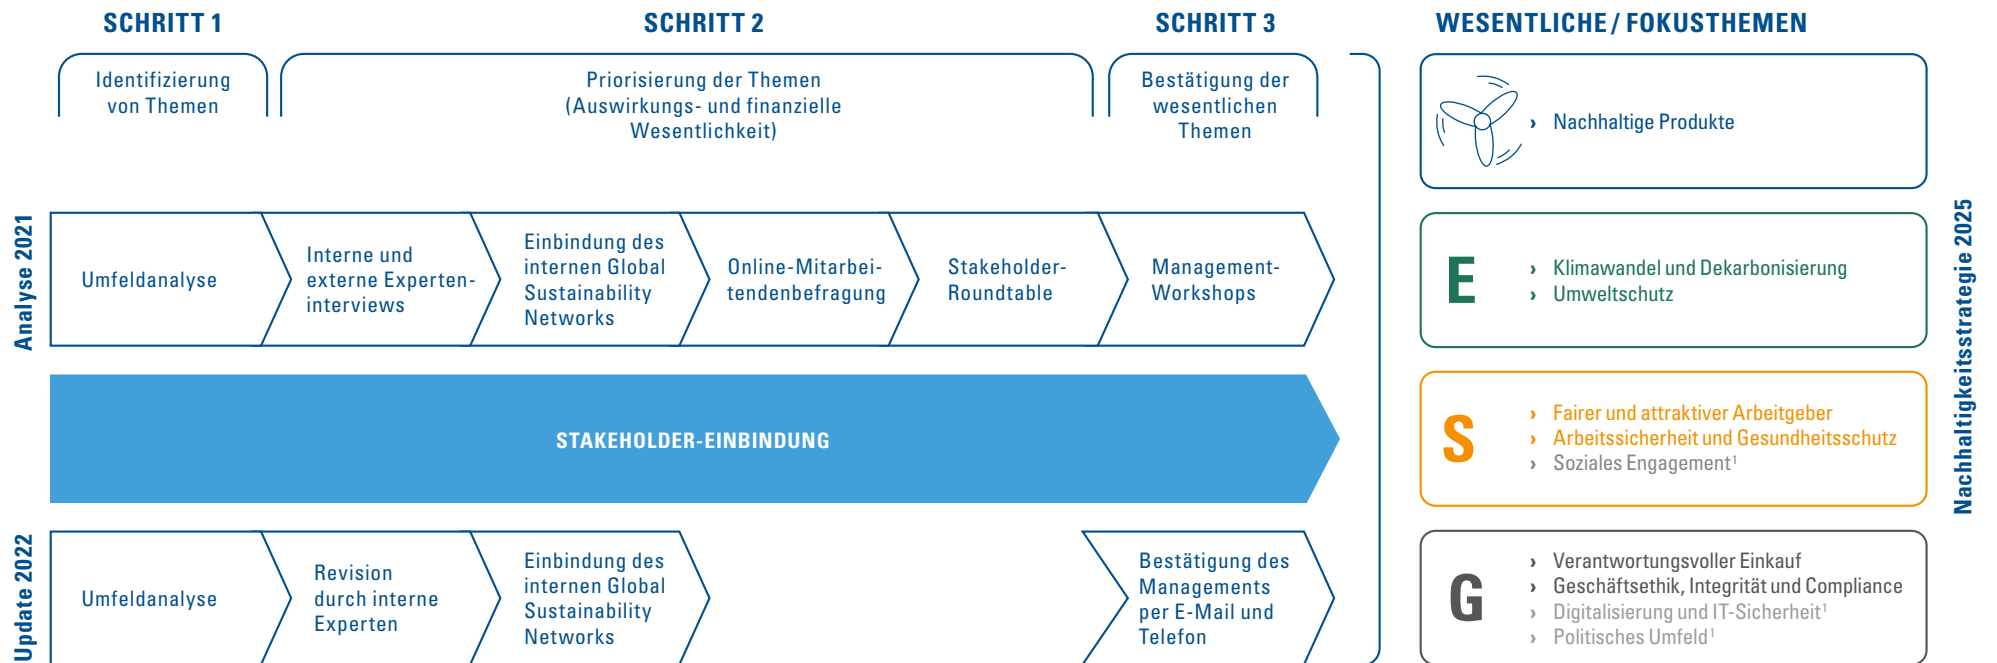 SCHRITT 1
SCHRITT 2
SCHRITT 3
WESENTLICHE / FOKUSTHEMEN
Identifizierung
von Themen
Priorisierung der Themen
(Auswirkungs- und finanzielle
Wesentlichkeit)
Bestätigung der
wesentlichen
Themen
› Nachhaltige Produkte
Analyse 2021
Umfeldanalyse
Interne und
externe Experten-
interviews
Einbindung des
internen Global
Sustainability
Networks
Online-Mitarbei-
tendenbefragung
Stakeholder-
Roundtable
Management-
Workshops
E
› Klimawandel und Dekarbonisierung
› Umweltschutz
STAKEHOLDER-EINBINDUNG
S
› Fairer und attraktiver Arbeitgeber
› Arbeitssicherheit und Gesundheitsschutz
› Soziales Engagement¹
Nachhaltigkeitsstrategie 2025
Update 2022
Umfeldanalyse
Revision
durch interne
Experten
Einbindung des
internen Global
Sustainability
Networks
Bestätigung des
Managements
per E-Mail und
Telefon
G
› Verantwortungsvoller Einkauf
› Geschäftsethik, Integrität und Compliance
› Digitalisierung und IT-Sicherheit¹
› Politisches Umfeld¹